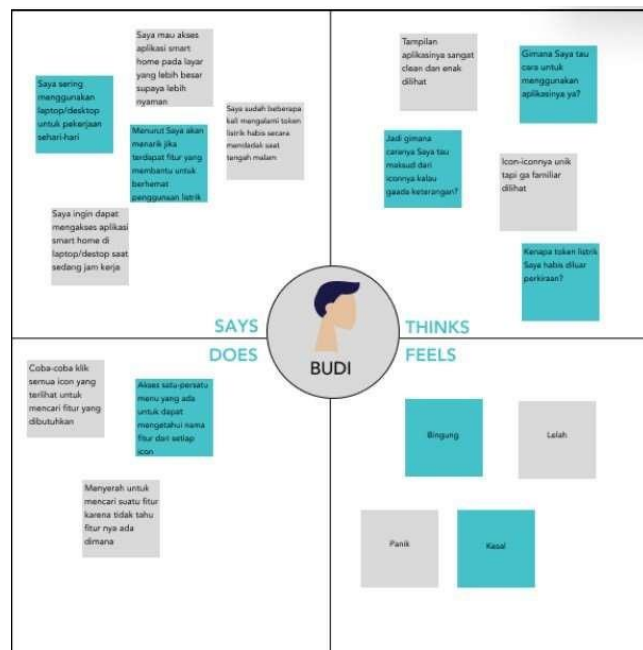 Saya mau akses
aplikasi smart
home pada layar
yang lebih besar
supaya lebih
nyaman
Saya sering
menggunakan
laptop/desktop
untuk pekerjaan
sehari-hari
Menurut Saya akan
menarik jika
terdapat fitur yang
membantu untuk
berhemat
penggunaan listrik
Saya sudah beberapa
kali mengalami token
listrik habis secara
mendadak saat
tengah malam
Saya ingin dapat
mengakses aplikasi
smart home di
laptop/destop saat
sedang jam kerja
Tampilan
aplikasinya sangat
clean dan enak
dilihat
Gimana Saya tau
cara untuk
menggunakan
aplikasinya ya?
Jadi gimana
caranya Saya tau
maksud dari
iconnya kalau
gaada keterangan?
Icon-iconnya unik
tapi ga familiar
dilihat
Kenapa token listrik
Saya habis diluar
perkiraan?
SAYS
THINKS
DOES
FEELS
BUDI
Coba-coba klik
semua icon yang
terlihat untuk
mencari fitur yang
dibutuhkan
Akses satu-persatu
menu yang ada
untuk dapat
mengetahui nama
fitur dari setiap
icon
Menyerah untuk
mencari suatu fitur
karena tidak tahu
fitur nya ada
dimana
Bingung
Lelah
Panik
Kesal